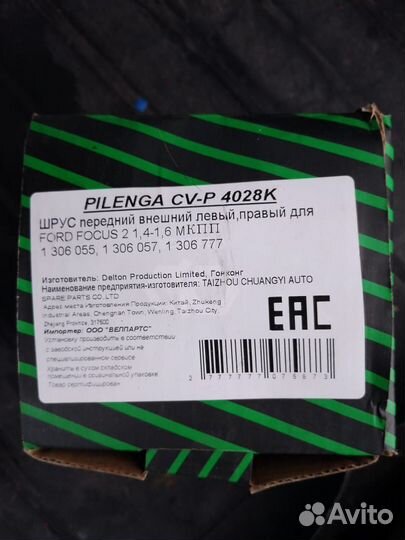 PILENGA CV-P 4028K
ШРУС передний внешний левый,правый для
FORD FOCUS 2 1,4-1,6 МКПП
1 306 055, 1 306 057, 1 306 777
Изготовитель: Delton Production Limited, Гонконг
Наименование предприятия-изготовителя: TAIZHOU CHUANGYI AUTO
SPARE PARTS CO.,LTD
Адрес места Изготовления Продукции: Китай, Zhukeng
Industrial Areas, Chengnan Town, Wenling, Taizhou City,
Zhejiang Province, 317500
Импортер: ООО "ВЕЛПАРТС"
Установку производить в соответствии
с заводской инструкцией или на
специализированном сервисе
Хранить в сухом складском
помещении в оригинальной упаковке
Товар сертифицирован
EAC
2 777777 075873
Avito